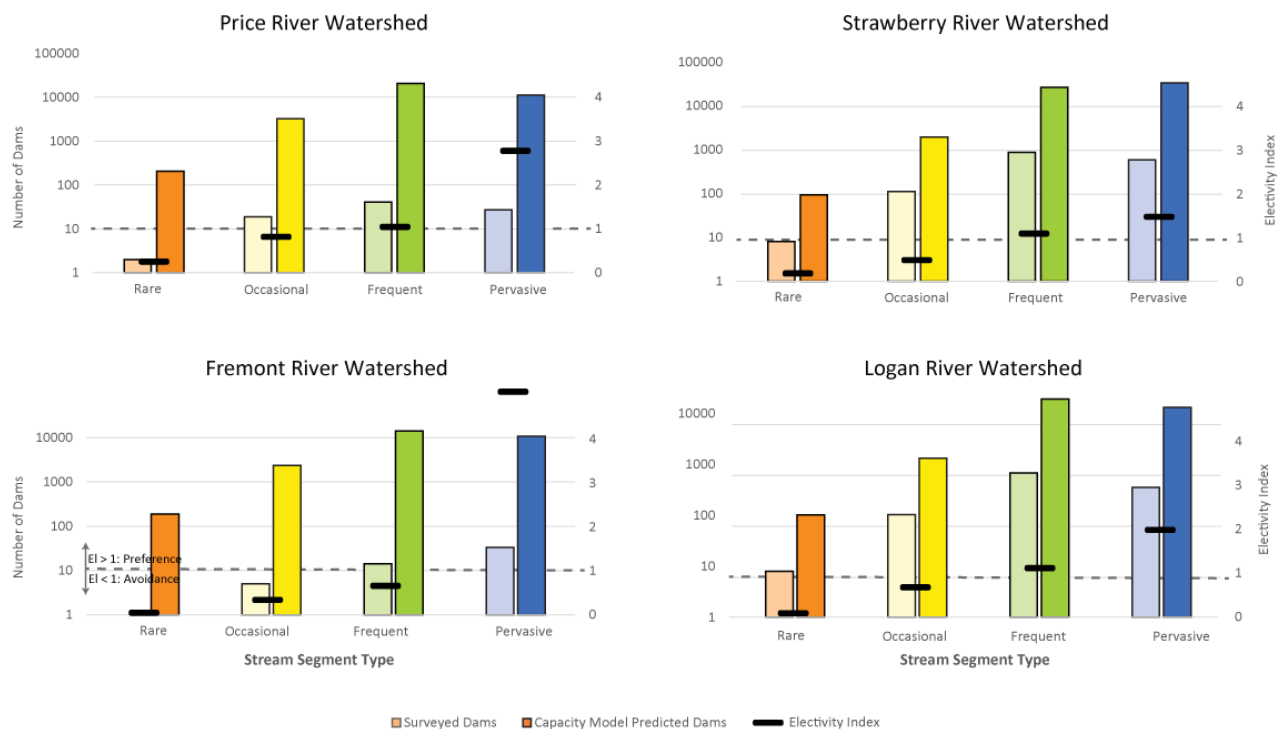 Price River Watershed
Strawberry River Watershed
100000
10000
1000
100
10
1
Number of Dams
4
3
2
1
0
Rare
Occasional
Frequent
Pervasive
100000
10000
1000
100
10
1
4
3
2
1
0
Electivity Index
Rare
Occasional
Frequent
Pervasive
Fremont River Watershed
Logan River Watershed
10000
1000
100
10
1
Number of Dams
EI > 1: Preference
EI < 1: Avoidance
4
3
2
1
0
Rare
Occasional
Frequent
Pervasive
Stream Segment Type
10000
1000
100
10
1
4
3
2
1
0
Electivity Index
Rare
Occasional
Frequent
Pervasive
Stream Segment Type
Surveyed Dams
Capacity Model Predicted Dams
Electivity Index